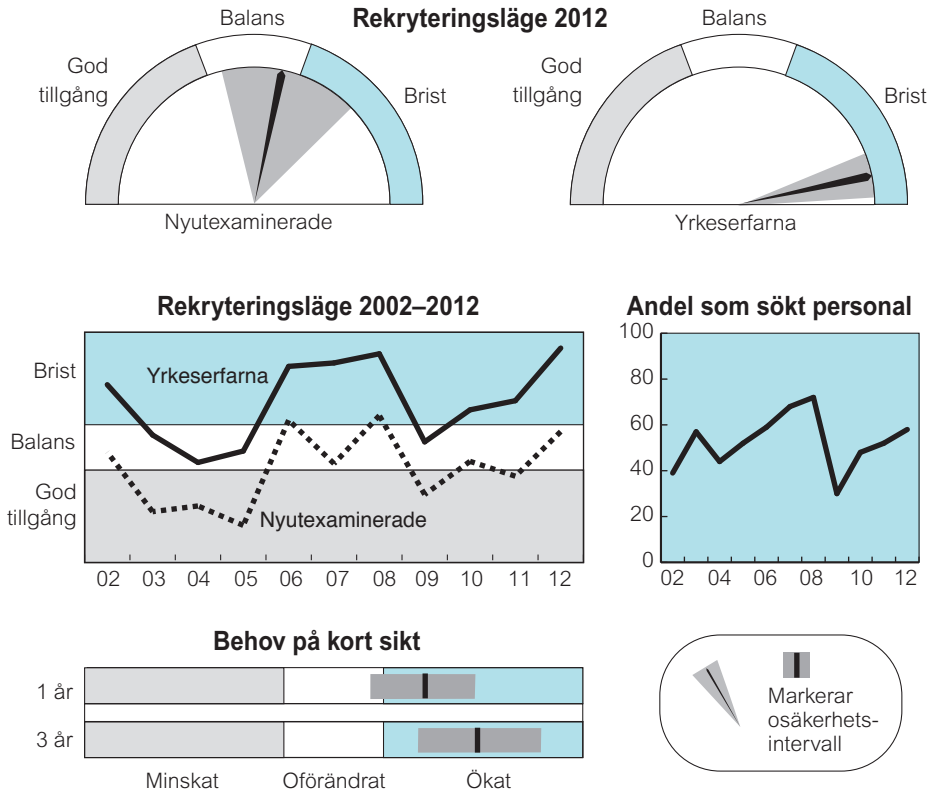 Rekryteringsläge 2012
Balans
God
tillgång
Brist
Nyutexaminerade
Balans
God
tillgång
Brist
Yrkeserfarna
Rekryteringsläge 2002–2012
Brist
Balans
God
tillgång
Yrkeserfarna
Nyutexaminerade
02 03 04 05 06 07 08 09 10 11 12
Andel som sökt personal
100
80
60
40
20
0
02 04 06 08 10 12
Behov på kort sikt
1 år
3 år
Minskat Oförändrat Ökat
Markerar
osäkerhets-
intervall